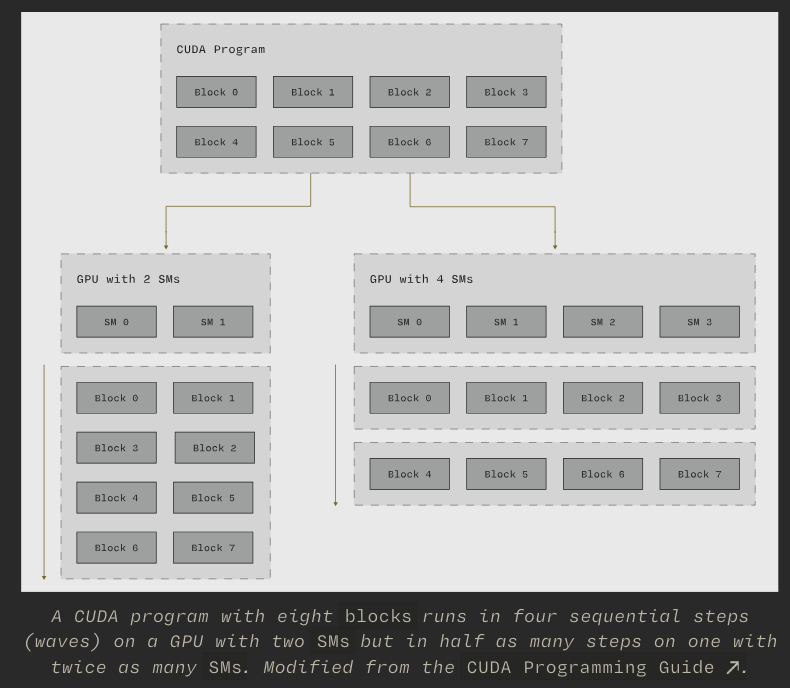 CUDA Program
Block 0 Block 1 Block 2 Block 3
Block 4 Block 5 Block 6 Block 7
GPU with 2 SMs
SM 0 SM 1
Block 0 Block 1
Block 3 Block 2
Block 4 Block 5
Block 6 Block 7
GPU with 4 SMs
SM 0 SM 1 SM 2 SM 3
Block 0 Block 1 Block 2 Block 3
Block 4 Block 5 Block 6 Block 7
A CUDA program with eight blocks runs in four sequential steps
(waves) on a GPU with two SMs but in half as many steps on one with
twice as many SMs. Modified from the CUDA Programming Guide ↗.